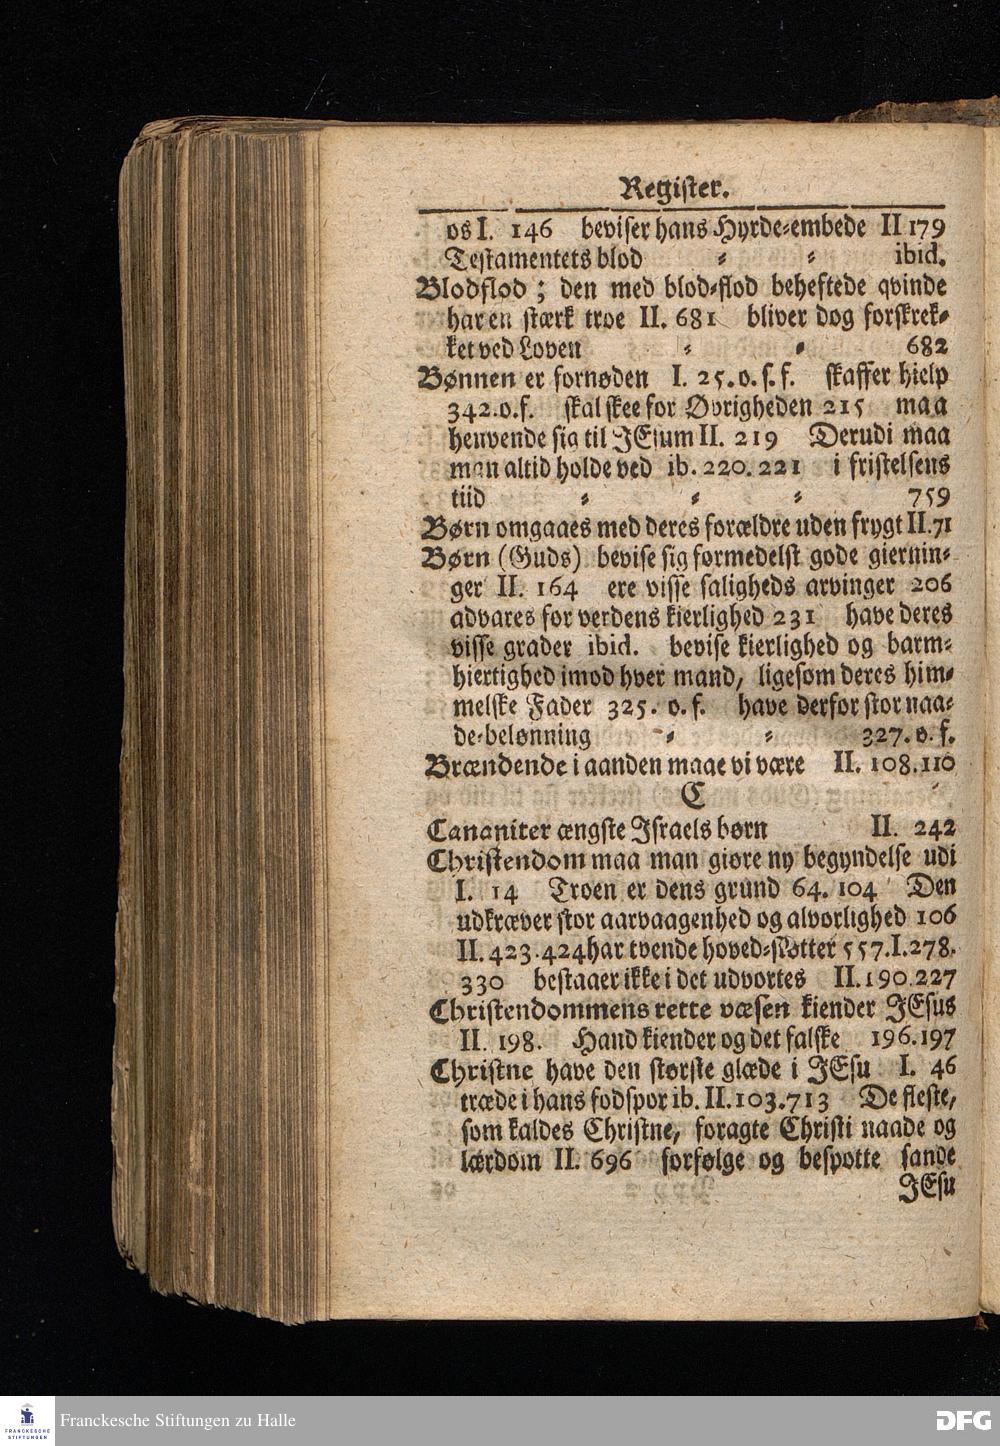 Register.
os I. 146 beviser hans Hyrde-embede II 179
Testamentets blod - - ibid.
Blodflod ; den med blod-flod beheftede qvinde
har en stærk troe II. 681 bliver dog forskrek-
ket ved Loven - - 682
Bønnen er fornøden I. 25. o. s. f. skaffer hielp
342. o. f. skal skee for Øvrigheden 215 maa
henvende sig til JEsum II. 219 Derudi maa
man altid holde ved ib. 220. 221 i fristelsens
tiid - - - 759
Børn omgaaes med deres forældre uden frygt II. 71
Børn (Guds) bevise sig formedelst gode giernin-
ger II. 164 ere visse saligheds arvinger 206
advares for verdens kierlighed 231 have deres
visse grader ibid. bevise kierlighed og barm-
hiertighed imod hver mand, ligesom deres him-
melske Fader 325. o. f. have derfor stor naa-
de-belønning - - 327. o. f.
Brændende i aanden maae vi være II. 108. 110
C
Cananiter ængste Israels børn II. 242
Christendom maa man giøre ny begyndelse udi
I. 14 Troen er dens grund 64. 104 Den
udkræver stor aarvaagenhed og alvorlighed 106
II. 423. 424 har tvende hoved-Pøtter 557. I. 278.
330 bestaaer ikke i det udvortes II. 190. 227
Christendommens rette væsen kiender JEsus
II. 198. Hand kiender og det falske 196. 197
Christne have den største glæde i JEsu I. 46
træde i hans fodspor ib. II. 103. 713 De fleste,
som kaldes Christne, foragte Christi naade og
lærdom II. 696 forfølge og bespotte sande
JEsu
FRANCKESCHE STIFTUNGEN
Franckesche Stiftungen zu Halle
DFG